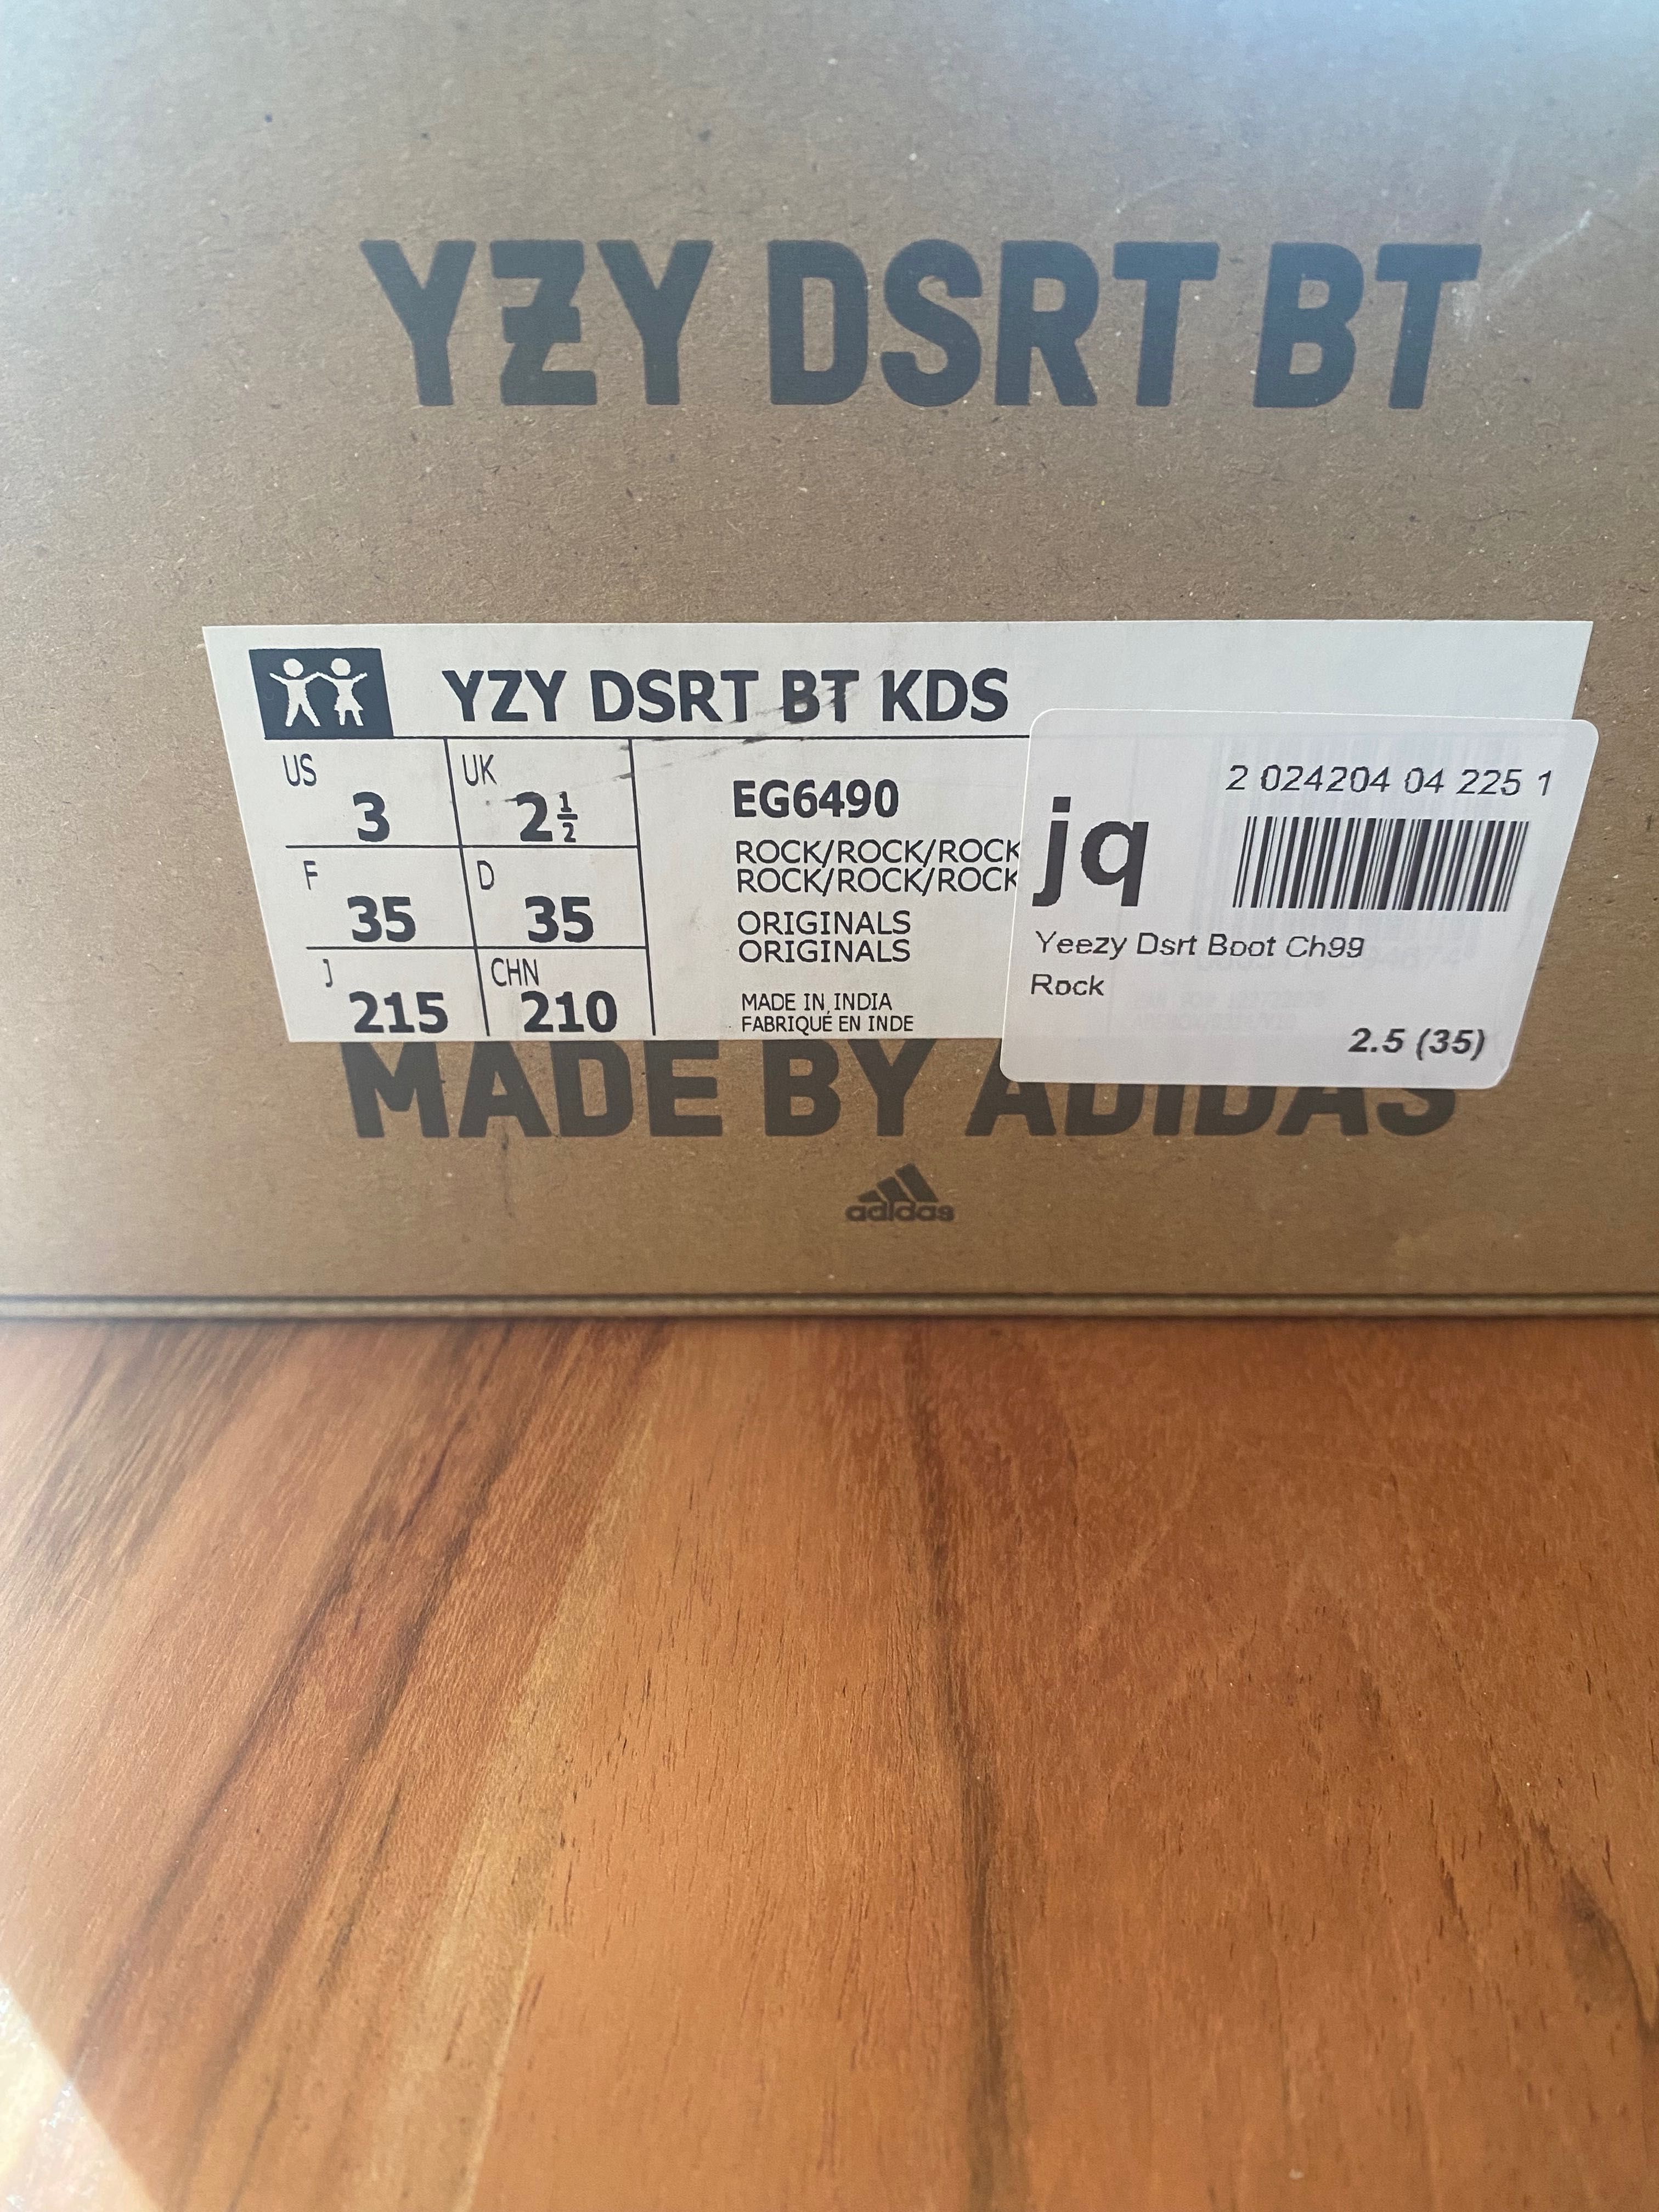 YZY DSRT BT
YZY DSRT BT KDS
US
3
UK
2 1/2
F
35
D
35
J
215
CHN
210
EG6490
ROCK/ROCK/ROCK
ROCK/ROCK/ROCK
ORIGINALS
ORIGINALS
MADE IN INDIA
FABRIQUÉ EN INDE
2 024204 04 225 1
jq
Yeezy Dsrt Boot Ch99
Rock
2.5 (35)
MADE BY ADIDAS
adidas